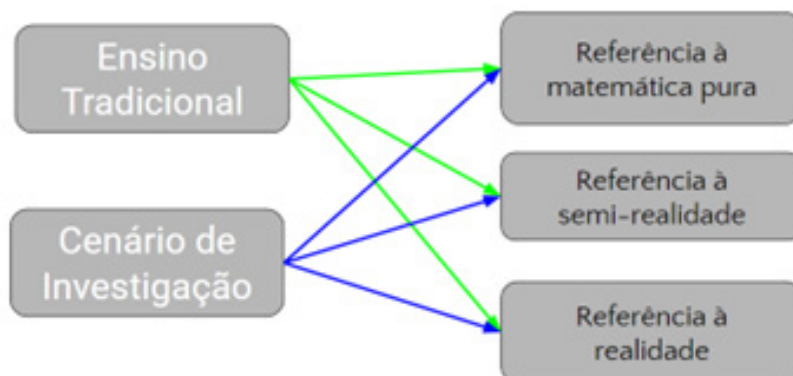 Ensino
Tradicional
Cenário de
Investigação
Referência à
matemática pura
Referência à
semi-realidade
Referência à
realidade